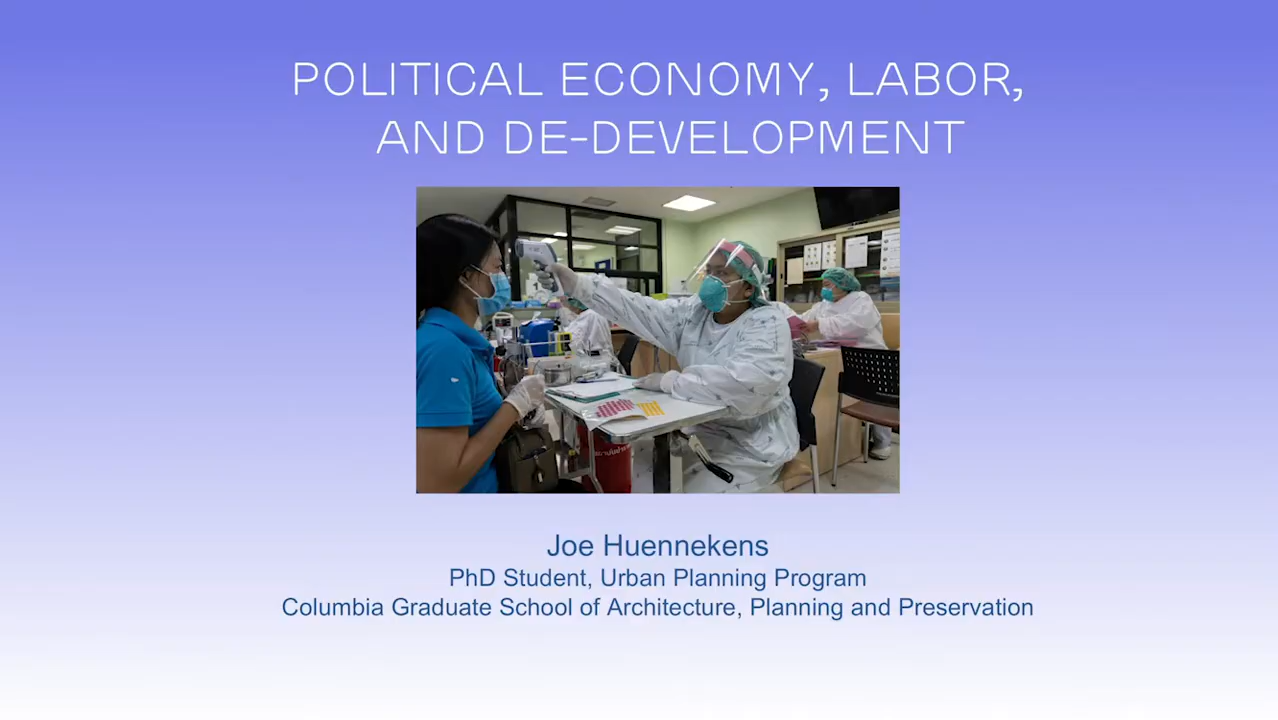 POLITICAL ECONOMY, LABOR,
AND DE-DEVELOPMENT
Joe Huennekens
PhD Student, Urban Planning Program
Columbia Graduate School of Architecture, Planning and Preservation